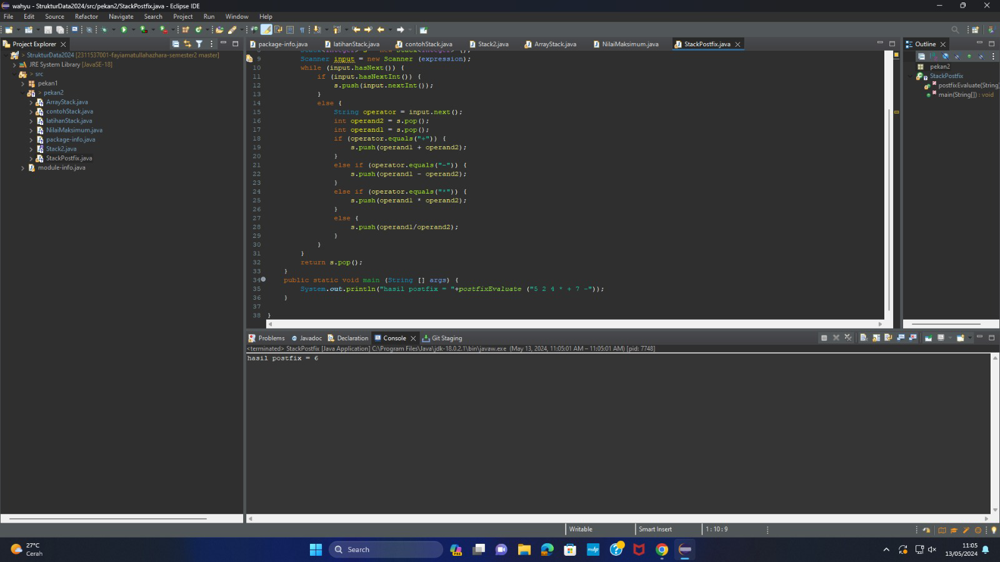 wahyu - StrukturData2024/src/pekan2/StackPostfix.java - Eclipse IDE
File Edit Source Refactor Navigate Search Project Run Window Help
Project Explorer
package-info.java latihanStack.java contohStack.java Stack2.java ArrayStack.java NilaiMaksimum.java StackPostfix.java
Outline
> StrukturData2024 [2311537001-fayiamatullahazhara-semester2 master]
JRE System Library [JavaSE-18]
> src
pekan1
> pekan2
ArrayStack.java
contohStack.java
latihanStack.java
NilaiMaksimum.java
package-info.java
Stack2.java
StackPostfix.java
module-info.java
9 Scanner input = new Scanner (expression);
10 while (input.hasNext()) {
11 if (input.hasNextInt()) {
12 s.push(input.nextInt());
13 }
14 else {
15 String operator = input.next();
16 int operand2 = s.pop();
17 int operand1 = s.pop();
18 if (operator.equals("+")) {
19 s.push(operand1 + operand2);
20 }
21 else if (operator.equals("-")) {
22 s.push(operand1 - operand2);
23 }
24 else if (operator.equals("*")) {
25 s.push(operand1 * operand2);
26 }
27 else {
28 s.push(operand1/operand2);
29 }
30 }
31 }
32 return s.pop();
33 }
34 public static void main (String [] args) {
35 System.out.println("hasil postfix = "+postfixEvaluate ("5 2 4 * + 7 -"));
36 }
37
38 }
pekan2
StackPostfix
postfixEvaluate(String)
main(String[]) : void
Problems Javadoc Declaration Console Git Staging
<terminated> StackPostfix [Java Application] C:\Program Files\Java\jdk-18.0.2.1\bin\javaw.exe (May 13, 2024, 11:05:01 AM – 11:05:01 AM) [pid: 7748]
hasil postfix = 6
Writable Smart Insert 1 : 10 : 9
27°C
Cerah
Search
11:05
13/05/2024